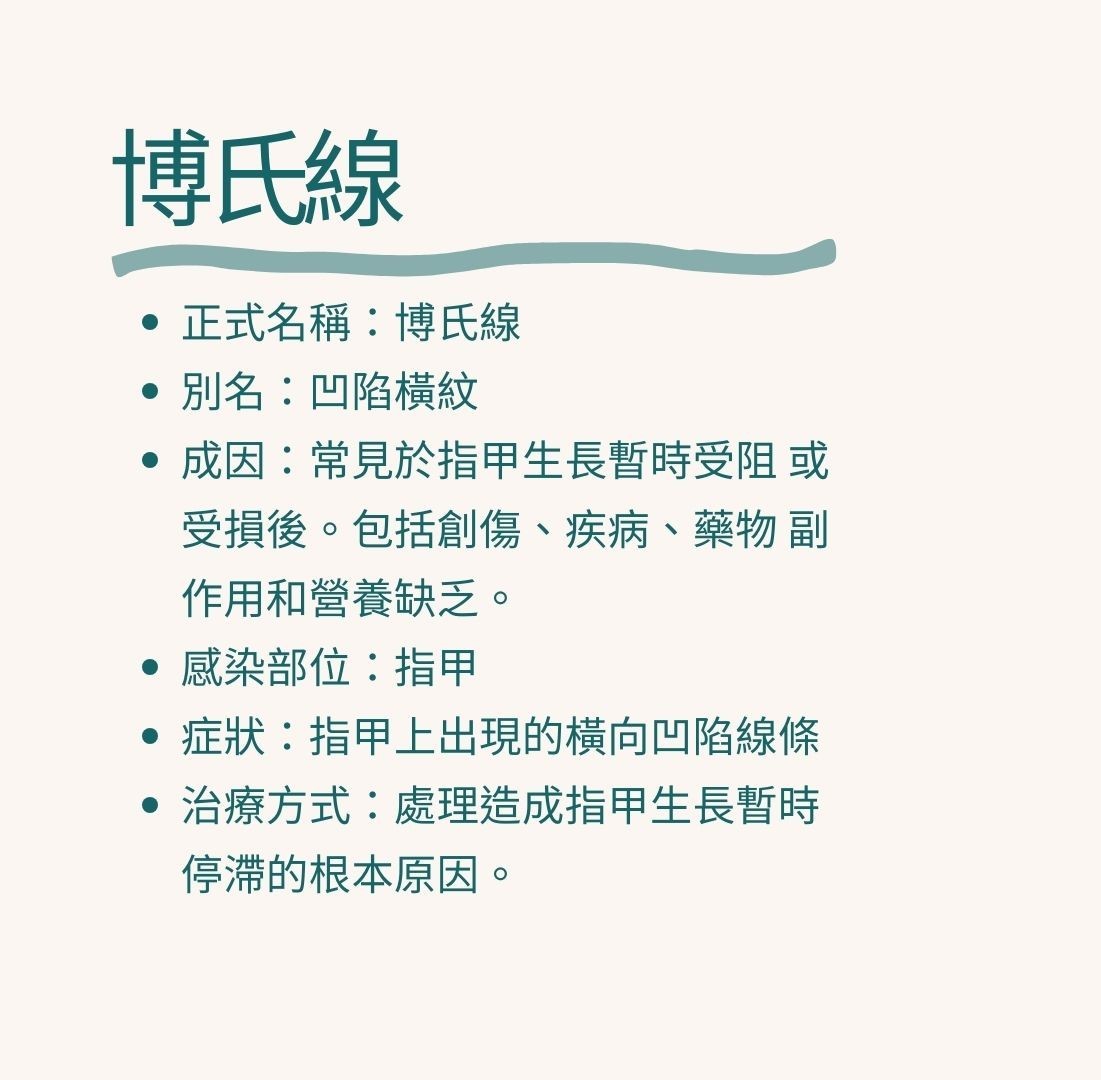 博氏線
正式名稱：博氏線
別名：凹陷橫紋
成因：常見於指甲生長暫時受阻 或
受損後。包括創傷、疾病、藥物 副
作用和營養缺乏。
感染部位：指甲
症狀：指甲上出現的橫向凹陷線條
治療方式：處理造成指甲生長暫時
停滯的根本原因。